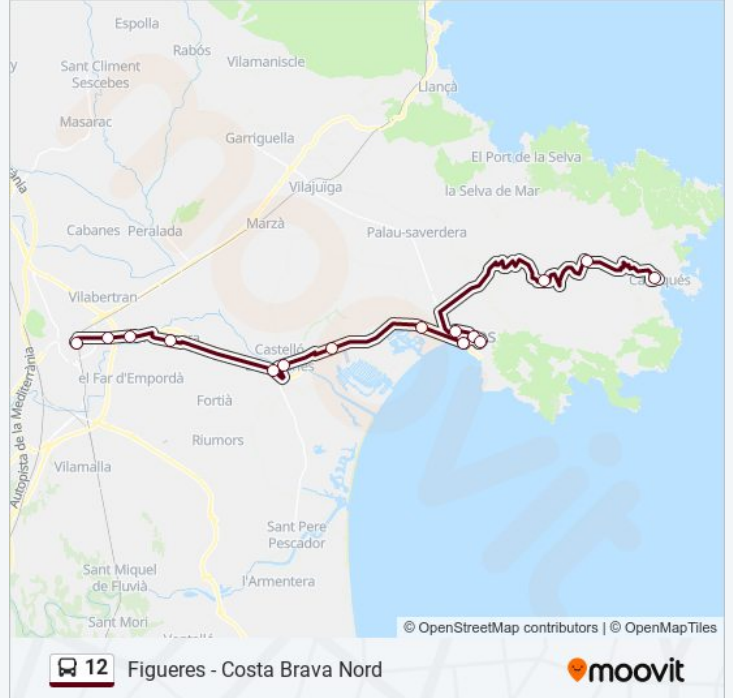 Espolla
Rabós
Sant Climent
Sescebes
Vilamaniscle
Llançà
Masarac
Garriguella
El Port de la Selva
Vilajuïga
la Selva de Mar
Marzà
Cabanes
Peralada
Palau-saverdera
Vilabertran
Castelló
el Far d'Empordà
Fortià
Riumors
Autopista de la Mediterrània
Vilamalla
Sant Pere
Pescador
Sant Miquel
de Fluvià
l'Armentera
Sant Mori
© OpenStreetMap contributors | © OpenMapTiles
12 Figueres - Costa Brava Nord
moovit